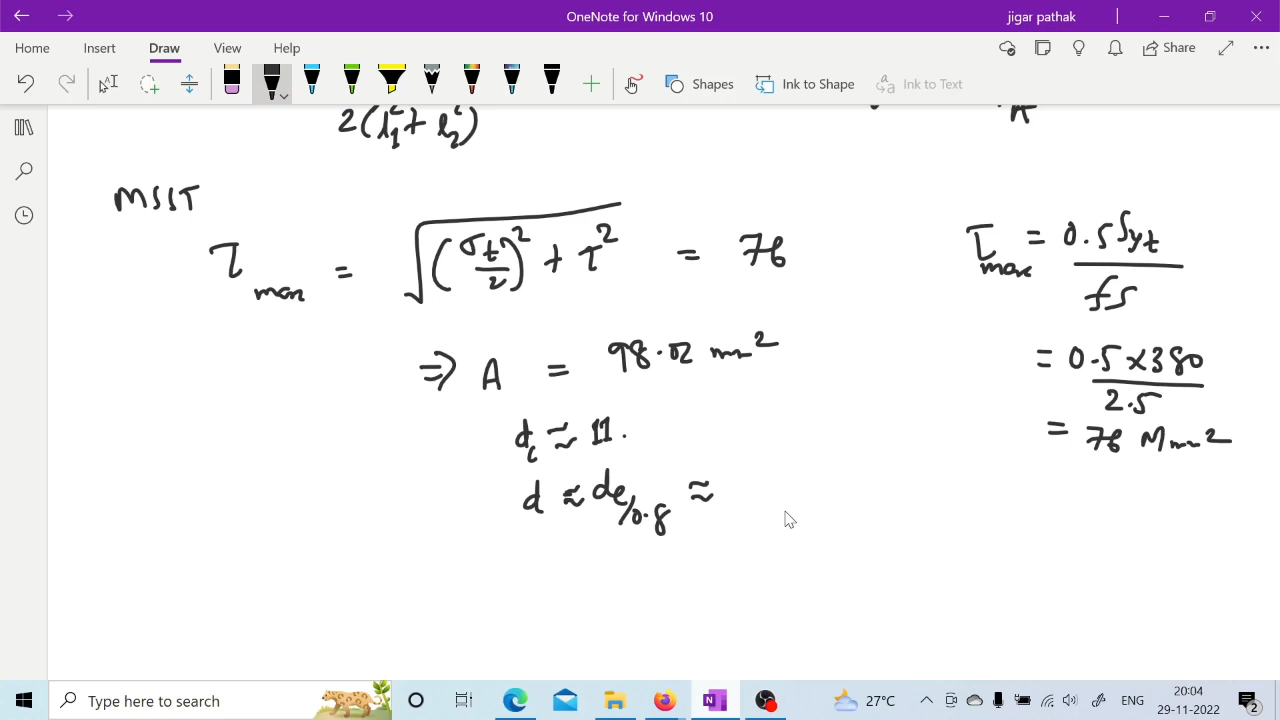 OneNote for Windows 10
jigar pathak
Home Insert Draw View Help
Share
Shapes Ink to Shape Ink to Text
2(l₁² + l₂²)
A
MSST
τmax = √((σt/2)² + τ²) = 76
τmax = 0.5 Syt / fs
⇒ A = 98.02 mm²
= 0.5 × 380 / 2.5
dc ≈ 11.
= 76 N/mm²
d ≈ dc/0.8 ≈
Type here to search
27°C
ENG
20:04
29-11-2022
2